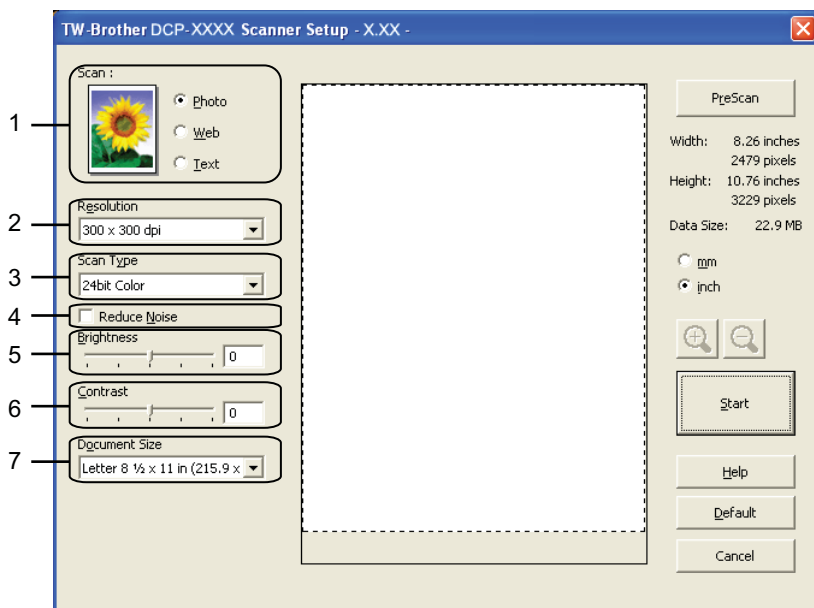 TW-Brother DCP-XXXX Scanner Setup - X.XX -
1
Scan :
Photo
Web
Text
2
Resolution
300 x 300 dpi
3
Scan Type
24bit Color
4
Reduce Noise
5
Brightness
0
6
Contrast
0
7
Document Size
Letter 8 ½ x 11 in (215.9 x
PreScan
Width: 8.26 inches
2479 pixels
Height: 10.76 inches
3229 pixels
Data Size: 22.9 MB
mm
inch
Start
Help
Default
Cancel